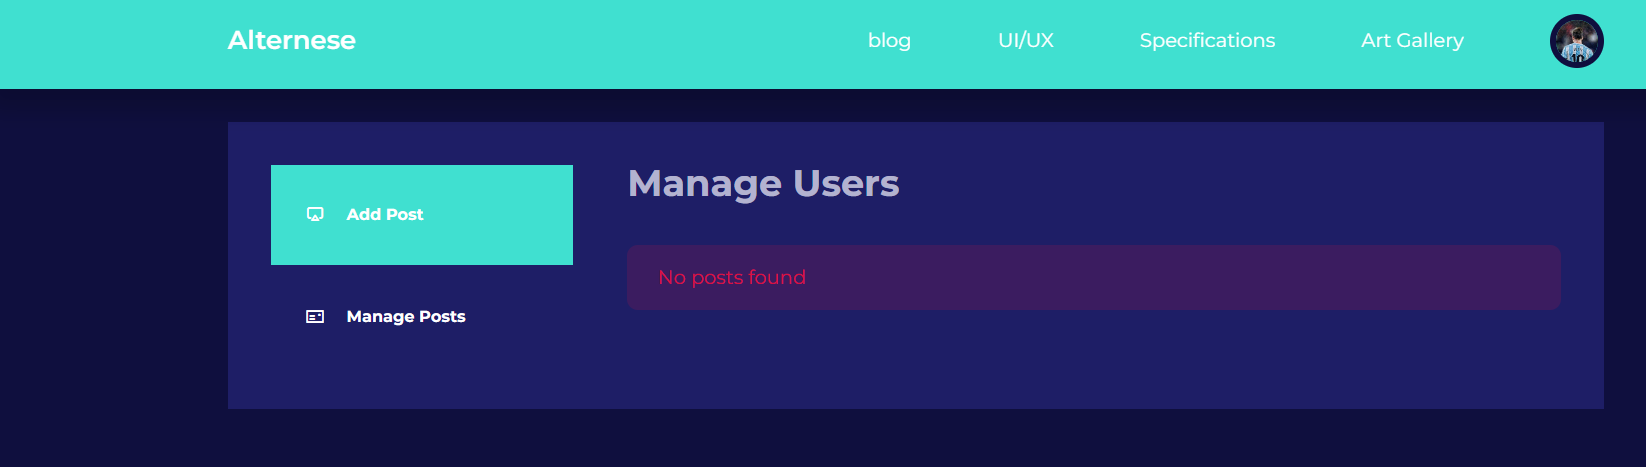 Alternese
blog
UI/UX
Specifications
Art Gallery
Add Post
Manage Posts
Manage Users
No posts found